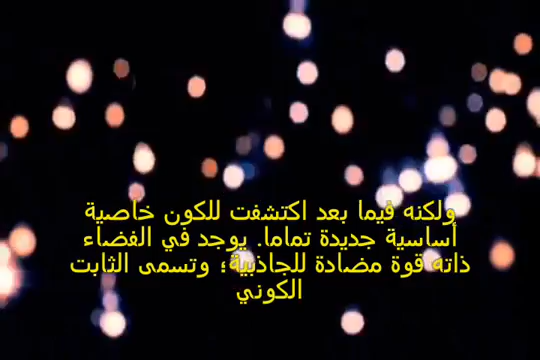 ولكنه فيما بعد اكتشفت للكون خاصية
أساسية جديدة تماما. يوجد في الفضاء
ذاته قوة مضادة للجاذبية؛ وتسمى الثابت
الكوني